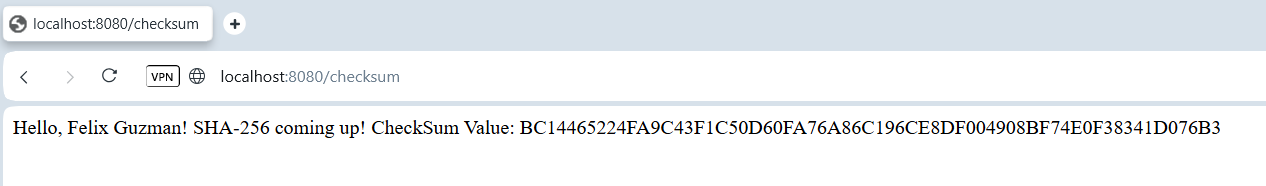 localhost:8080/checksum
VPN localhost:8080/checksum
Hello, Felix Guzman! SHA-256 coming up! CheckSum Value: BC14465224FA9C43F1C50D60FA76A86C196CE8DF004908BF74E0F38341D076B3